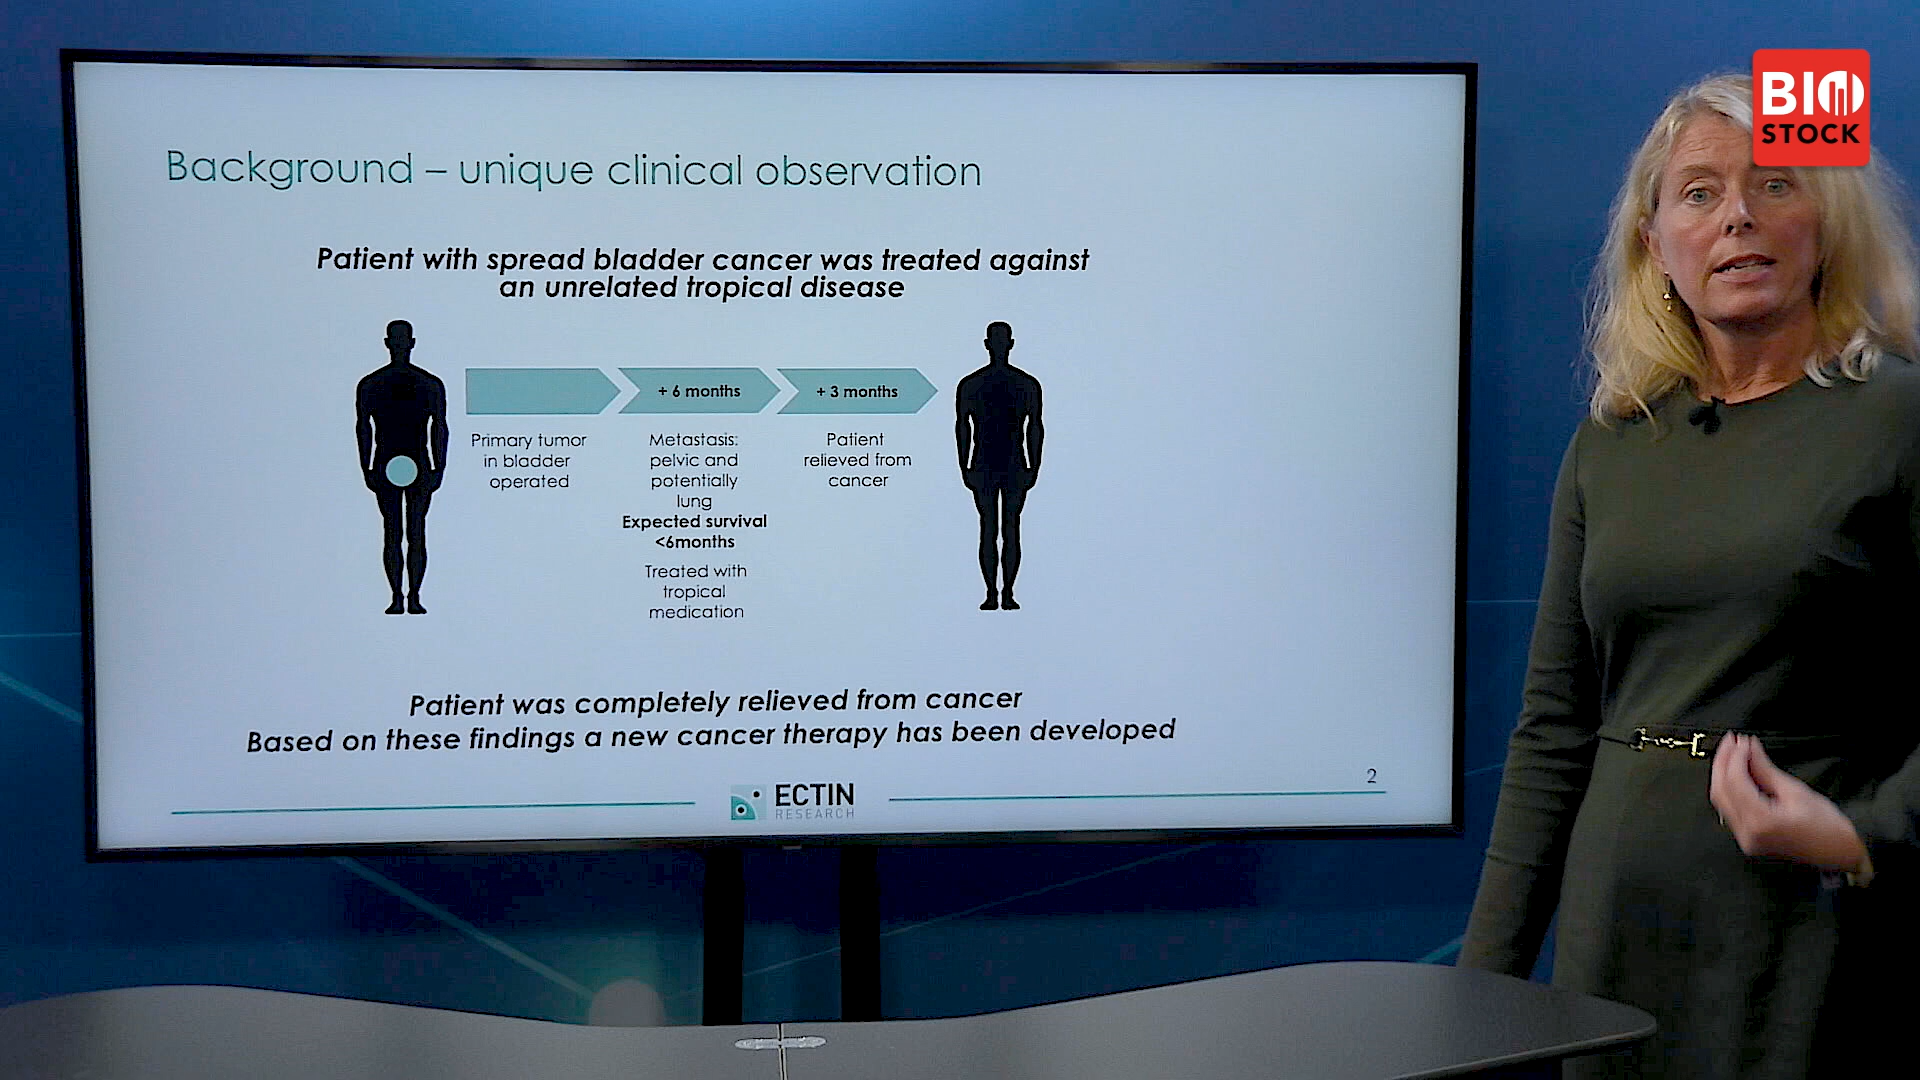 BIO
STOCK
Background – unique clinical observation
Patient with spread bladder cancer was treated against
an unrelated tropical disease
+ 6 months
+ 3 months
Primary tumor
in bladder
operated
Metastasis:
pelvic and
potentially
lung
Expected survival
<6months
Treated with
tropical
medication
Patient
relieved from
cancer
Patient was completely relieved from cancer
Based on these findings a new cancer therapy has been developed
2
ECTIN
RESEARCH